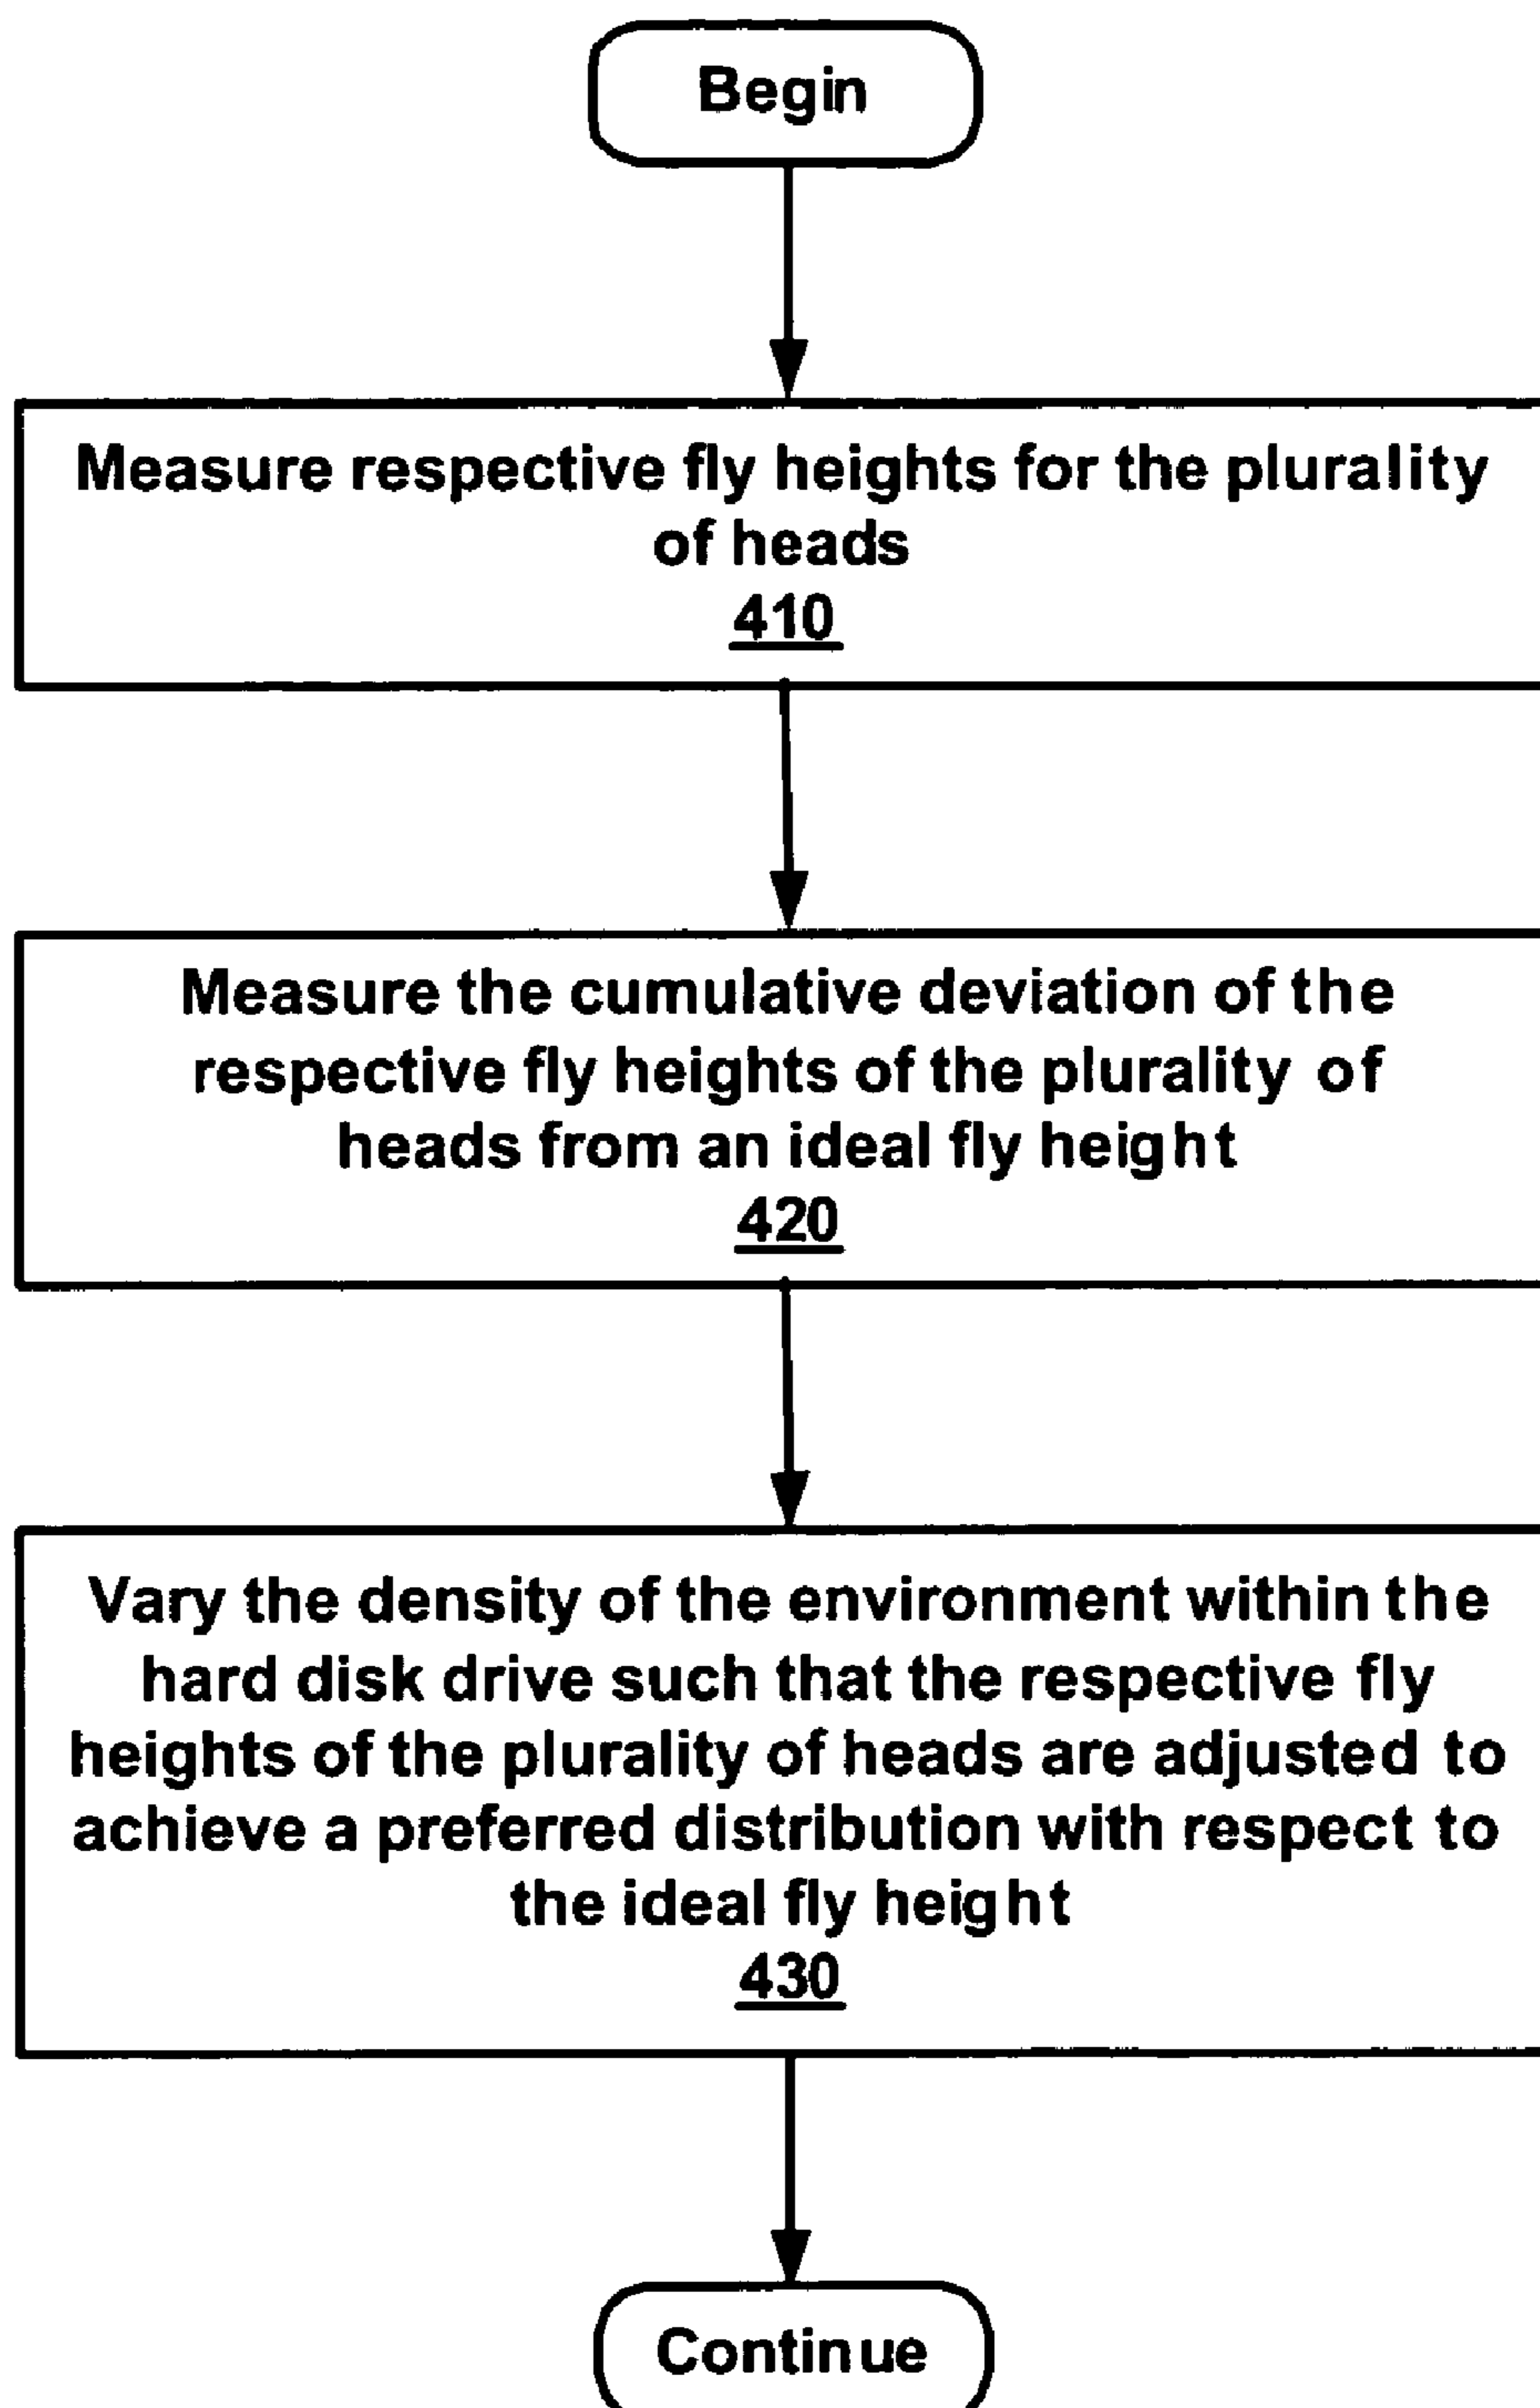 Begin
Measure respective fly heights for the plurality
of heads
410
Measure the cumulative deviation of the
respective fly heights of the plurality of
heads from an ideal fly height
420
Vary the density of the environment within the
hard disk drive such that the respective fly
heights of the plurality of heads are adjusted to
achieve a preferred distribution with respect to
the ideal fly height
430
Continue